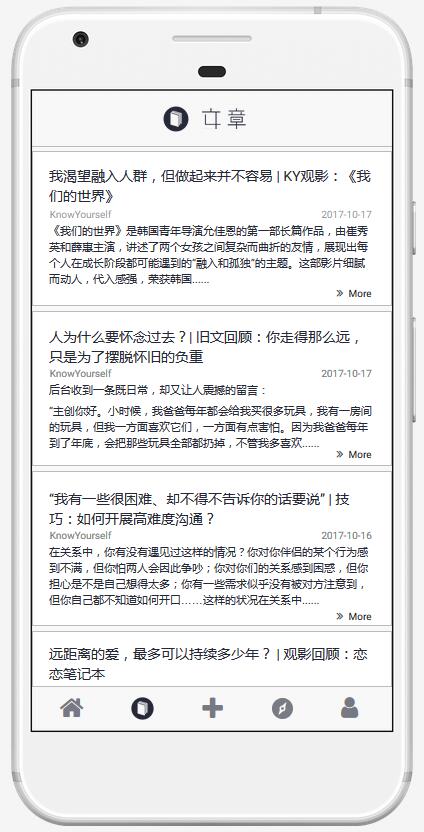 文章
我渴望融入人群，但做起来并不容易 | KY观影：《我
们的世界》
KnowYourself 2017-10-17
《我们的世界》是韩国青年导演允佳恩的第一部长篇作品，由崔秀
英和薛惠主演，讲述了两个女孩之间复杂而曲折的友情，展现出每
个人在成长阶段都可能遇到的“融入和孤独”的主题。这部影片细腻
而动人，代入感强，荣获韩国……
» More
人为什么要怀念过去？| 旧文回顾：你走得那么远，
只是为了摆脱怀旧的负重
KnowYourself 2017-10-17
后台收到一条既日常，却又让人震撼的留言：
“主创你好。小时候，我爸爸每年都会给我买很多玩具，我有一房间
的玩具，但我一方面喜欢它们，一方面有点害怕。因为我爸爸每年
到了年底，会把那些玩具全部都扔掉，不管我多喜欢……
» More
“我有一些很困难、却不得不告诉你的话要说” | 技
巧：如何开展高难度沟通？
KnowYourself 2017-10-16
在关系中，你有没有遇见过这样的情况？你对你伴侣的某个行为感
到不满，但你怕两人会争吵；你对你们的关系感到困惑，但你
担心是不是自己想得太多；你有一些需求似乎没有被对方注意到，
但你自己都不知道如何开口……这样的状况在关系中……
» More
远距离的爱，最多可以持续多少年？ | 观影回顾：恋
恋笔记本